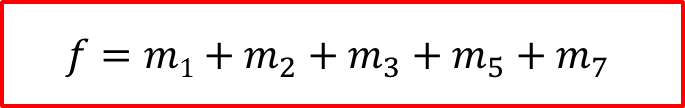 f = m₁ + m₂ + m₃ + m₅ + m₇